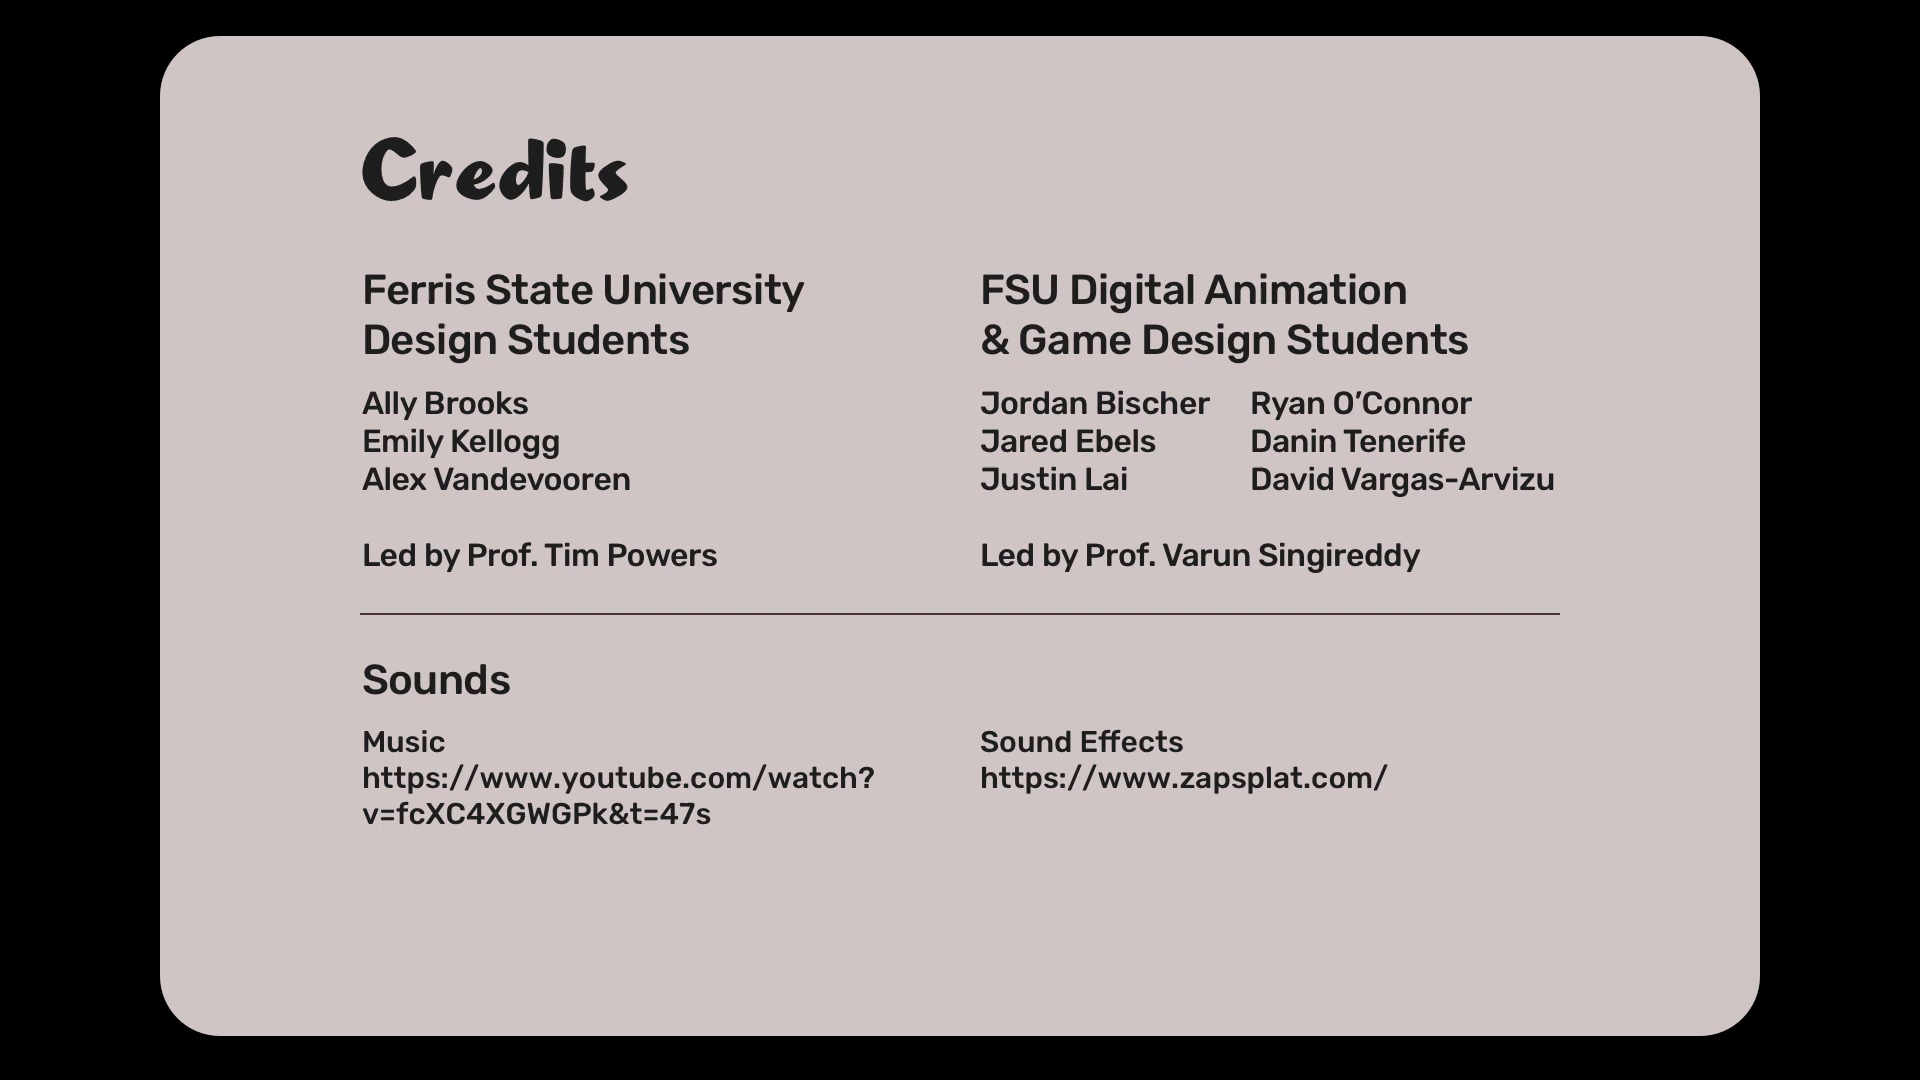 Credits
Ferris State University
Design Students
Ally Brooks
Emily Kellogg
Alex Vandevooren
Led by Prof. Tim Powers
FSU Digital Animation
& Game Design Students
Jordan Bischer
Jared Ebels
Justin Lai
Ryan O’Connor
Danin Tenerife
David Vargas-Arvizu
Led by Prof. Varun Singireddy
Sounds
Music
https://www.youtube.com/watch?
v=fcXC4XGWGPk&t=47s
Sound Effects
https://www.zapsplat.com/